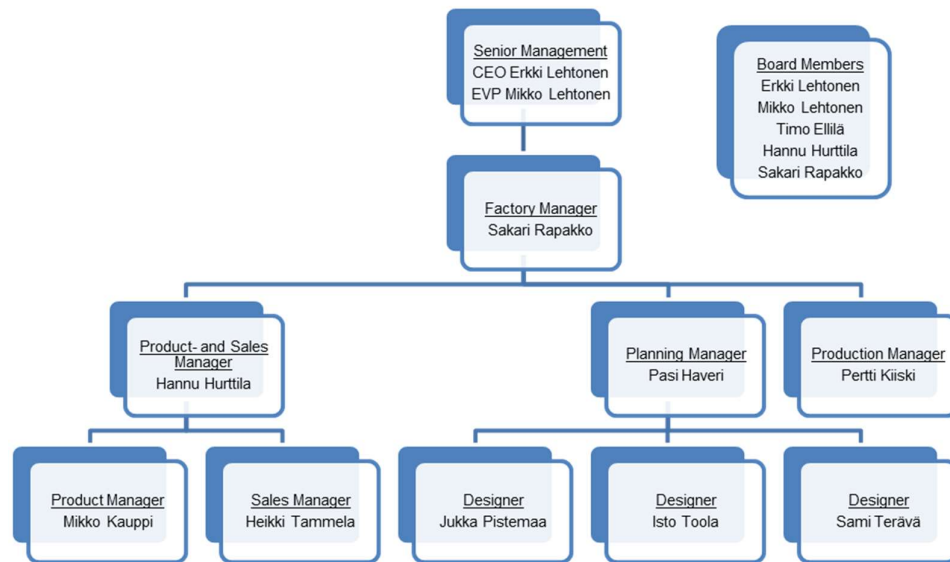 Senior Management
CEO Erkki Lehtonen
EVP Mikko Lehtonen
Board Members
Erkki Lehtonen
Mikko Lehtonen
Timo Ellilä
Hannu Hurttila
Sakari Rapakko
Factory Manager
Sakari Rapakko
Product- and Sales
Manager
Hannu Hurttila
Planning Manager
Pasi Haveri
Production Manager
Pertti Kiiski
Product Manager
Mikko Kauppi
Sales Manager
Heikki Tammela
Designer
Jukka Pistemaa
Designer
Isto Toola
Designer
Sami Terävä